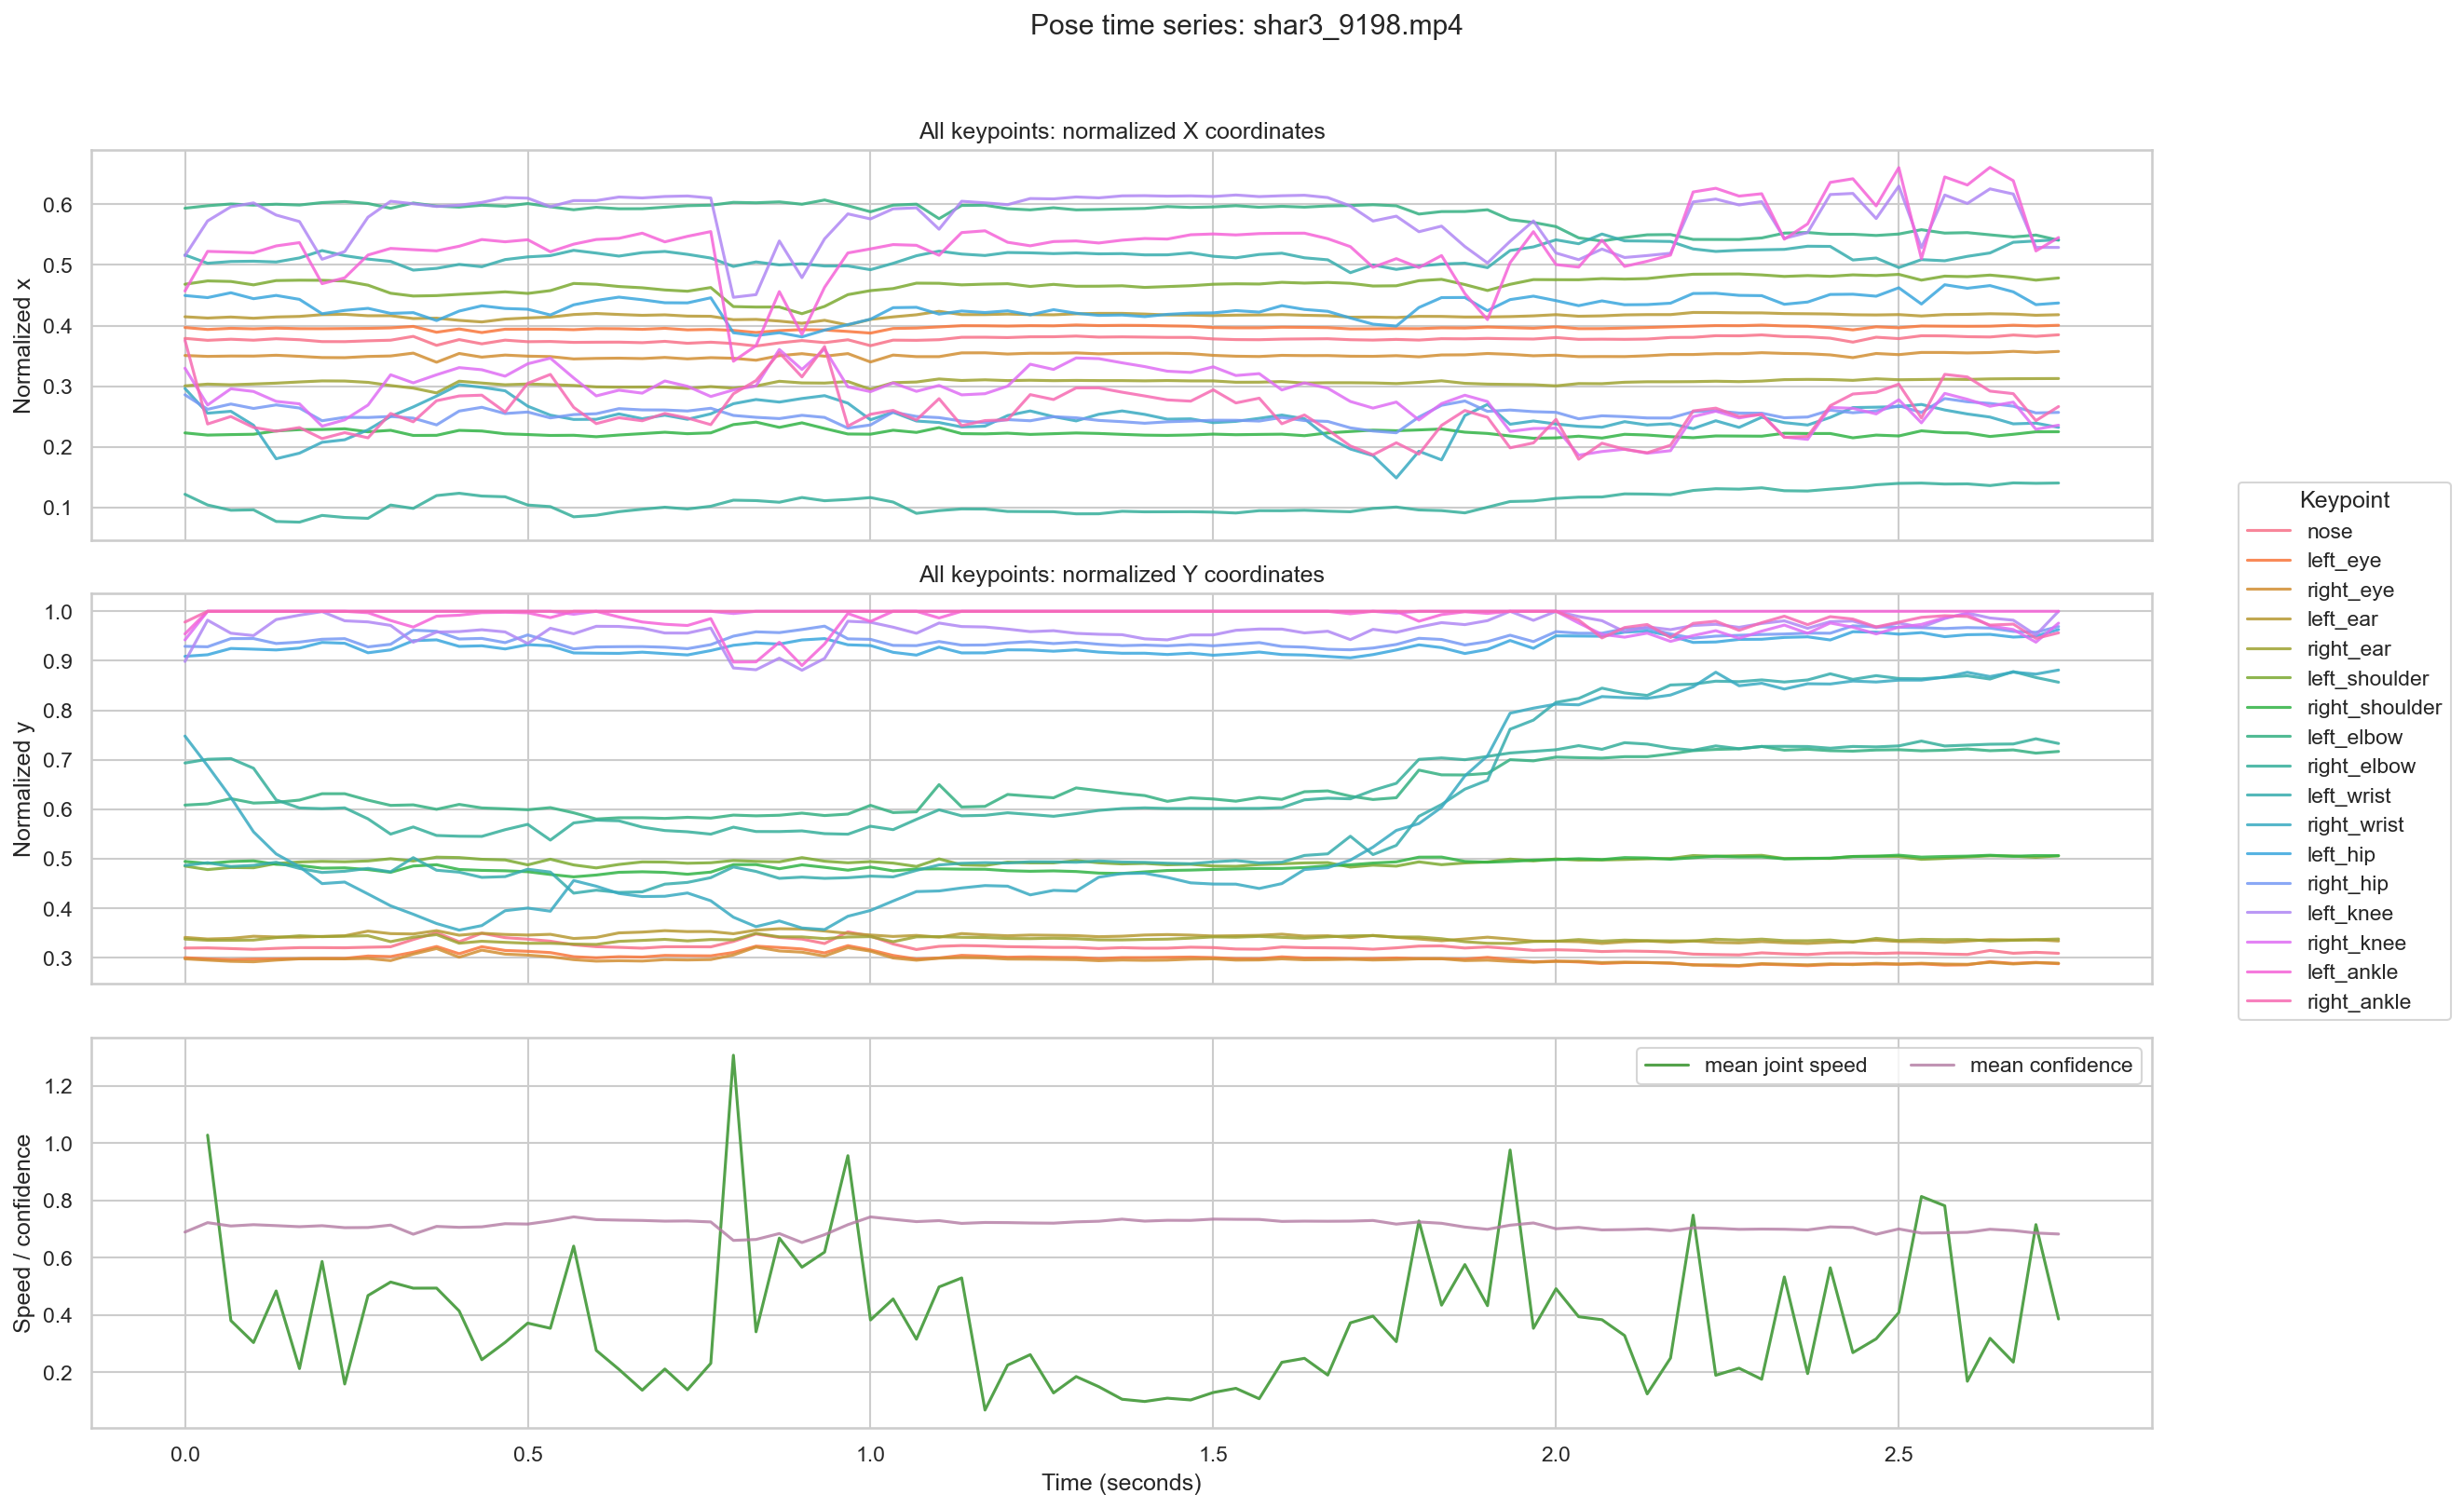 Pose time series: shar3_9198.mp4
All keypoints: normalized X coordinates
Normalized x
0.6
0.5
0.4
0.3
0.2
0.1
All keypoints: normalized Y coordinates
Normalized y
1.0
0.9
0.8
0.7
0.6
0.5
0.4
0.3
Keypoint
nose
left_eye
right_eye
left_ear
right_ear
left_shoulder
right_shoulder
left_elbow
right_elbow
left_wrist
right_wrist
left_hip
right_hip
left_knee
right_knee
left_ankle
right_ankle
mean joint speed
mean confidence
Speed / confidence
1.2
1.0
0.8
0.6
0.4
0.2
0.0
0.5
1.0
1.5
2.0
2.5
Time (seconds)